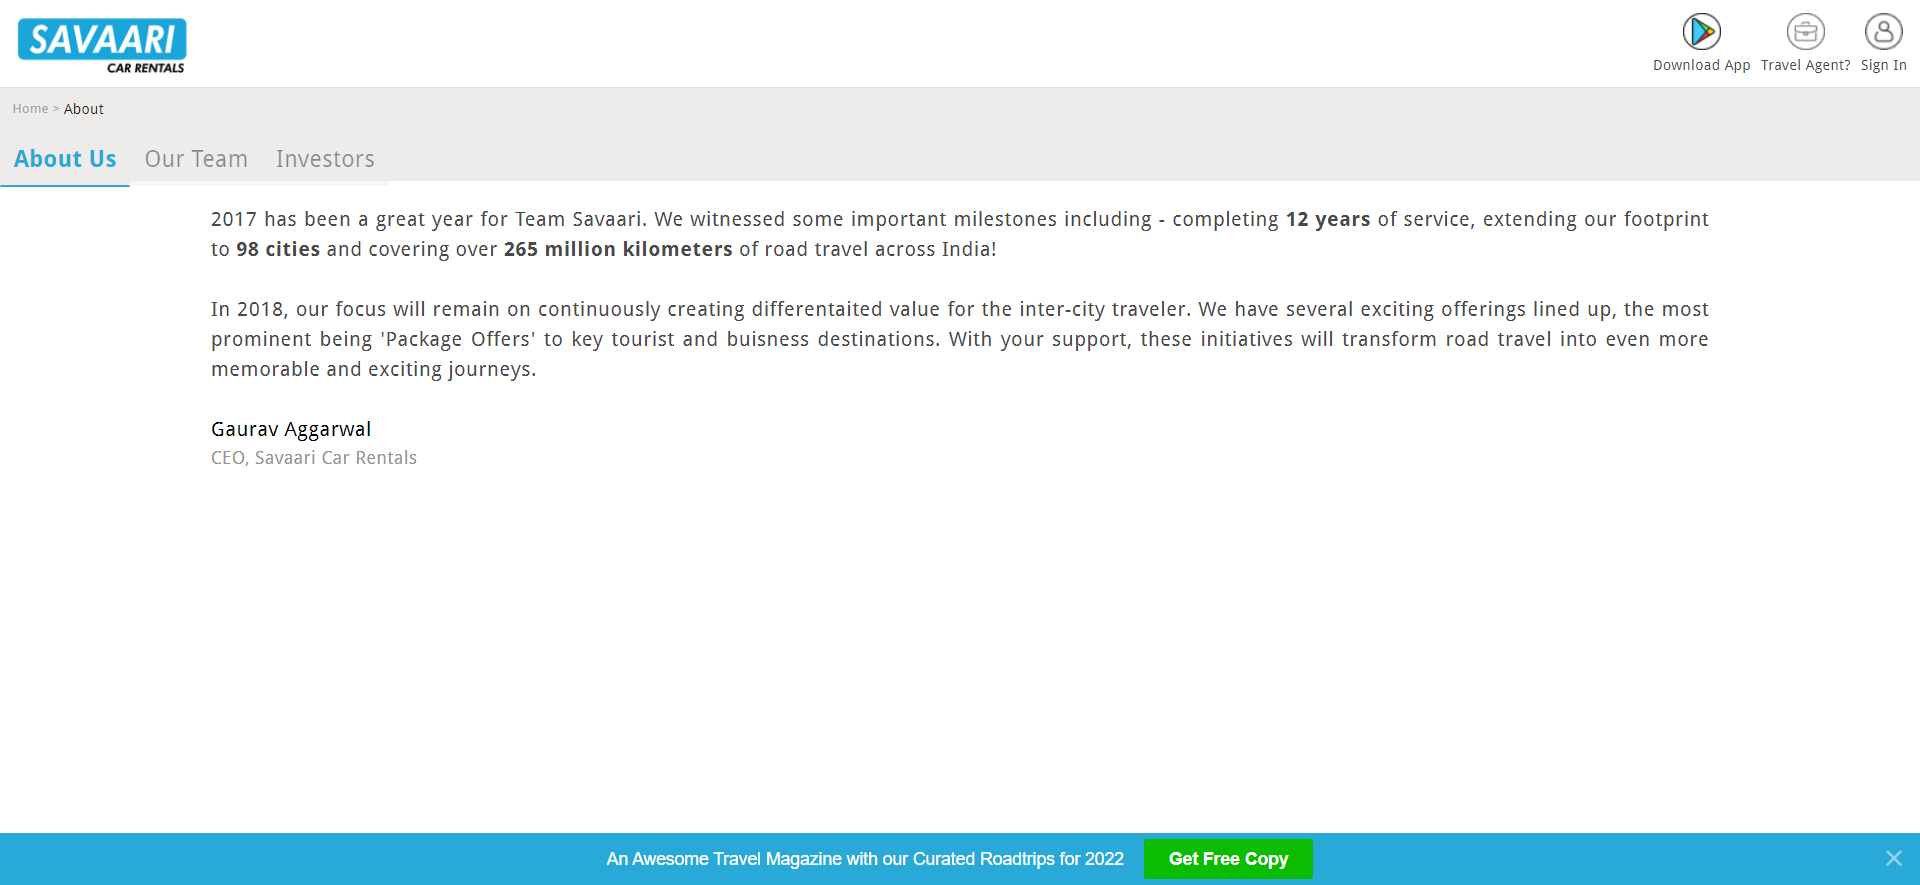 SAVAARI
CAR RENTALS
Download App
Travel Agent?
Sign In
Home > About
About Us
Our Team
Investors
2017 has been a great year for Team Savaari. We witnessed some important milestones including - completing 12 years of service, extending our footprint
to 98 cities and covering over 265 million kilometers of road travel across India!
In 2018, our focus will remain on continuously creating differentaited value for the inter-city traveler. We have several exciting offerings lined up, the most
prominent being 'Package Offers' to key tourist and buisness destinations. With your support, these initiatives will transform road travel into even more
memorable and exciting journeys.
Gaurav Aggarwal
CEO, Savaari Car Rentals
An Awesome Travel Magazine with our Curated Roadtrips for 2022
Get Free Copy